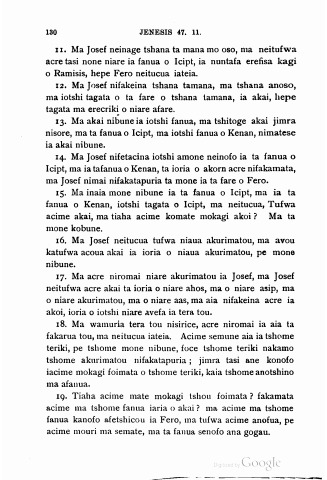 130 JENESIS 47. 11.
11. Ma Josef neinage tshana ta mana mo oso, ma neitufwa
acre tasi none niare ia fanua o Icipt, ia nuntafa erefisa kagi
o Ramisis, hepe Fero neitucua iateia.
12. Ma Josef nifakeina tshana tamana, ma tshana anoso,
ma iotshi tagata o ta fare o tshana tamana, ia akai, hepe
tagata ma erecriki o niare afare.
13. Ma akai nibune ia iotshi fanua, ma tshitoge akai jimra
nisore, ma ta fanua o Icipt, ma iotshi fanua o Kenan, nimatese
ia akai nibune.
14. Ma Josef nifetacina iotshi amone neinofo ia ta fanua o
Icipt, ma ia tafanua o Kenan, ta ioria o akorn acre nifakamata,
ma Josef nimai nifakatapuria ta mone ia ta fare o Fero.
15. Ma inaia mone nibune ia ta fanua o Icipt, ma ia ta
fanua o Kenan, iotshi tagata o Icipt, ma neitucua, Tufwa
acime akai, ma tiaha acime komate mokagi akoi? Ma ta
mone kobune.
16. Ma Josef neitucua tufwa niaua akurimatou, ma avou
katufwa acoua akai ia ioria o niaua akurimatou, pe mone
nibune.
17. Ma acre niromai niare akurimatou ia Josef, ma Josef
neitufwa acre akai ta ioria o niare ahos, ma o niare asip, ma
o niare akurimatou, ma o niare aas, ma aia nifakeina acre ia
akoi, ioria o iotshi niare avefa ia tera tou.
18. Ma wamuria tera tou nisirice, acre niromai ia aia ta
fakarua tou, ma neitucua iateia. Acime semune aia ia tshome
teriki, pe tshome mone nibune, foce tshome teriki nakamo
tshome akurimatou nifakatapuria; jimra tasi ane konofo
iacime mokagi foimata o tshome teriki, kaia tshome anotshino
ma afanua.
19. Tiaha acime mate mokagi tshou foimata? fakamata
acime ma tshome fanua iaria o akai? ma acime ma tshome
fanua kanofo afetshicou ia Fero, ma tufwa acime anofua, pe
acime mouri ma semate, ma ta fanua senofo ana gogau.
Digitized by Google